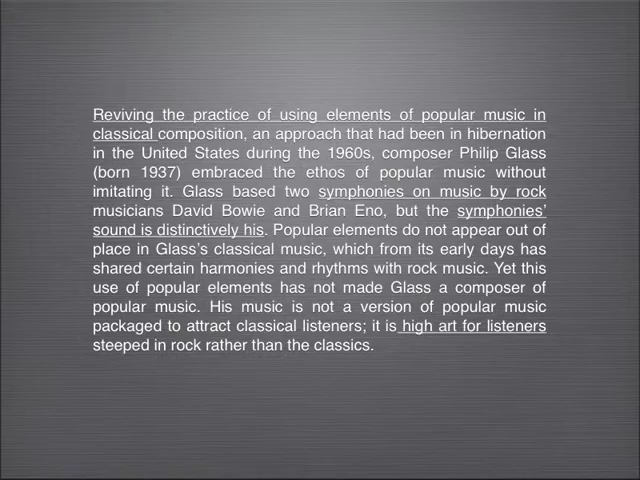 Reviving the practice of using elements of popular music in
classical composition, an approach that had been in hibernation
in the United States during the 1960s, composer Philip Glass
(born 1937) embraced the ethos of popular music without
imitating it. Glass based two symphonies on music by rock
musicians David Bowie and Brian Eno, but the symphonies'
sound is distinctively his. Popular elements do not appear out of
place in Glass's classical music, which from its early days has
shared certain harmonies and rhythms with rock music. Yet this
use of popular elements has not made Glass a composer of
popular music. His music is not a version of popular music
packaged to attract classical listeners; it is high art for listeners
steeped in rock rather than the classics.